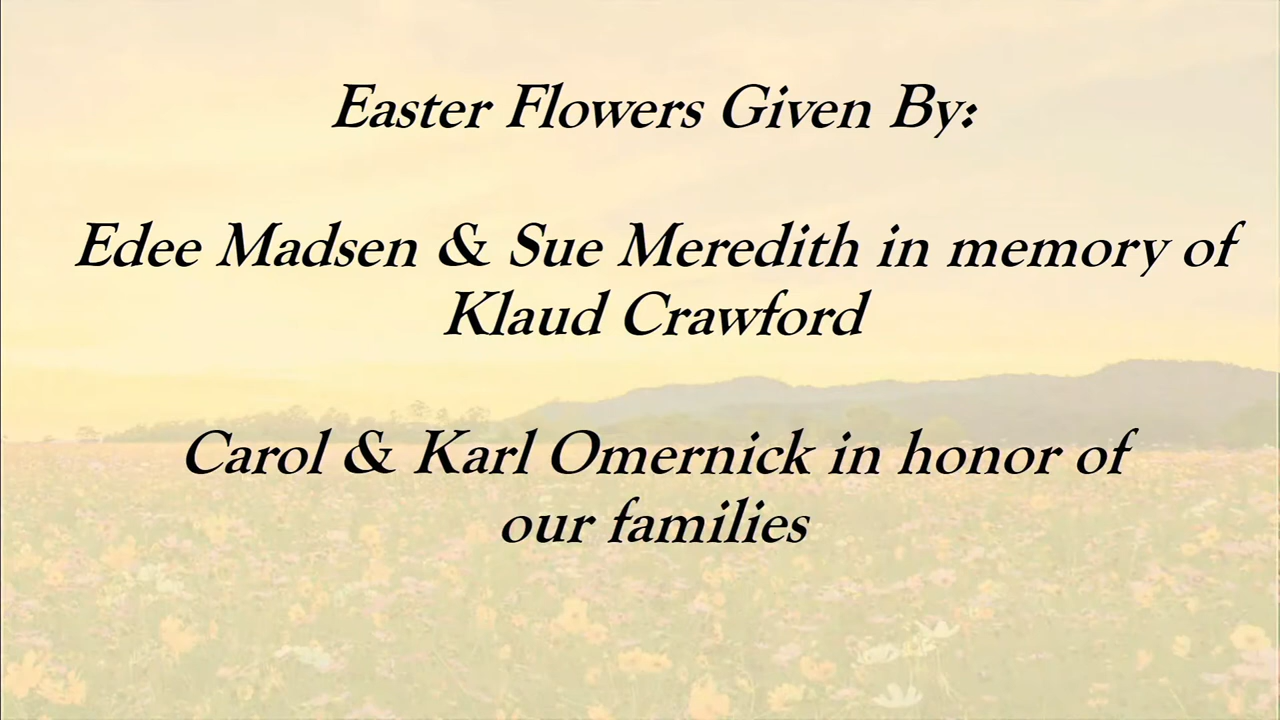 Easter Flowers Given By:
Edee Madsen & Sue Meredith in memory of
Klaud Crawford
Carol & Karl Omernick in honor of
our families